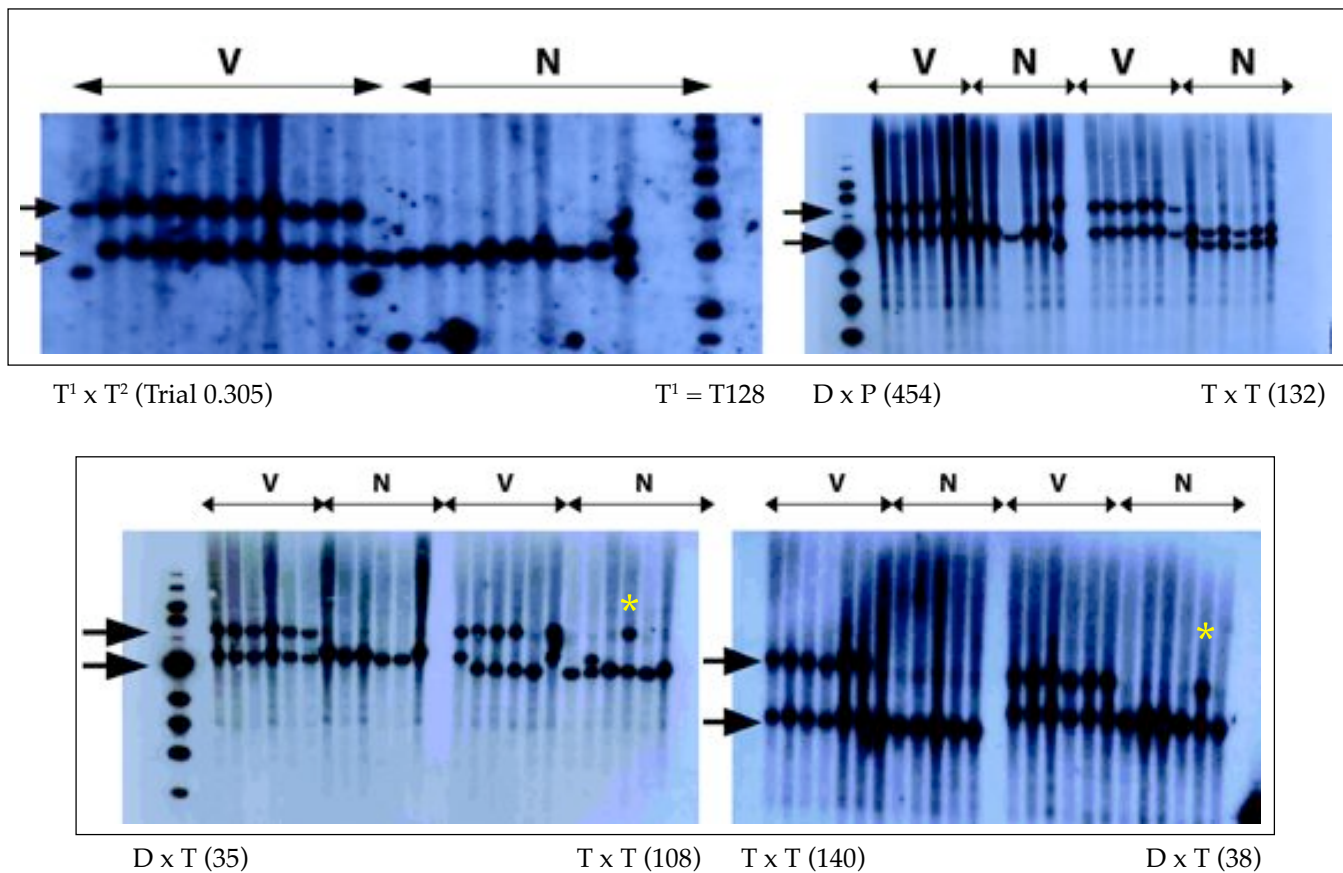 V N V N
T¹ x T² (Trial 0.305) T¹ = T128 D x P (454) T x T (132)
V N V N V N V N
*
*
D x T (35) T x T (108) T x T (140) D x T (38)